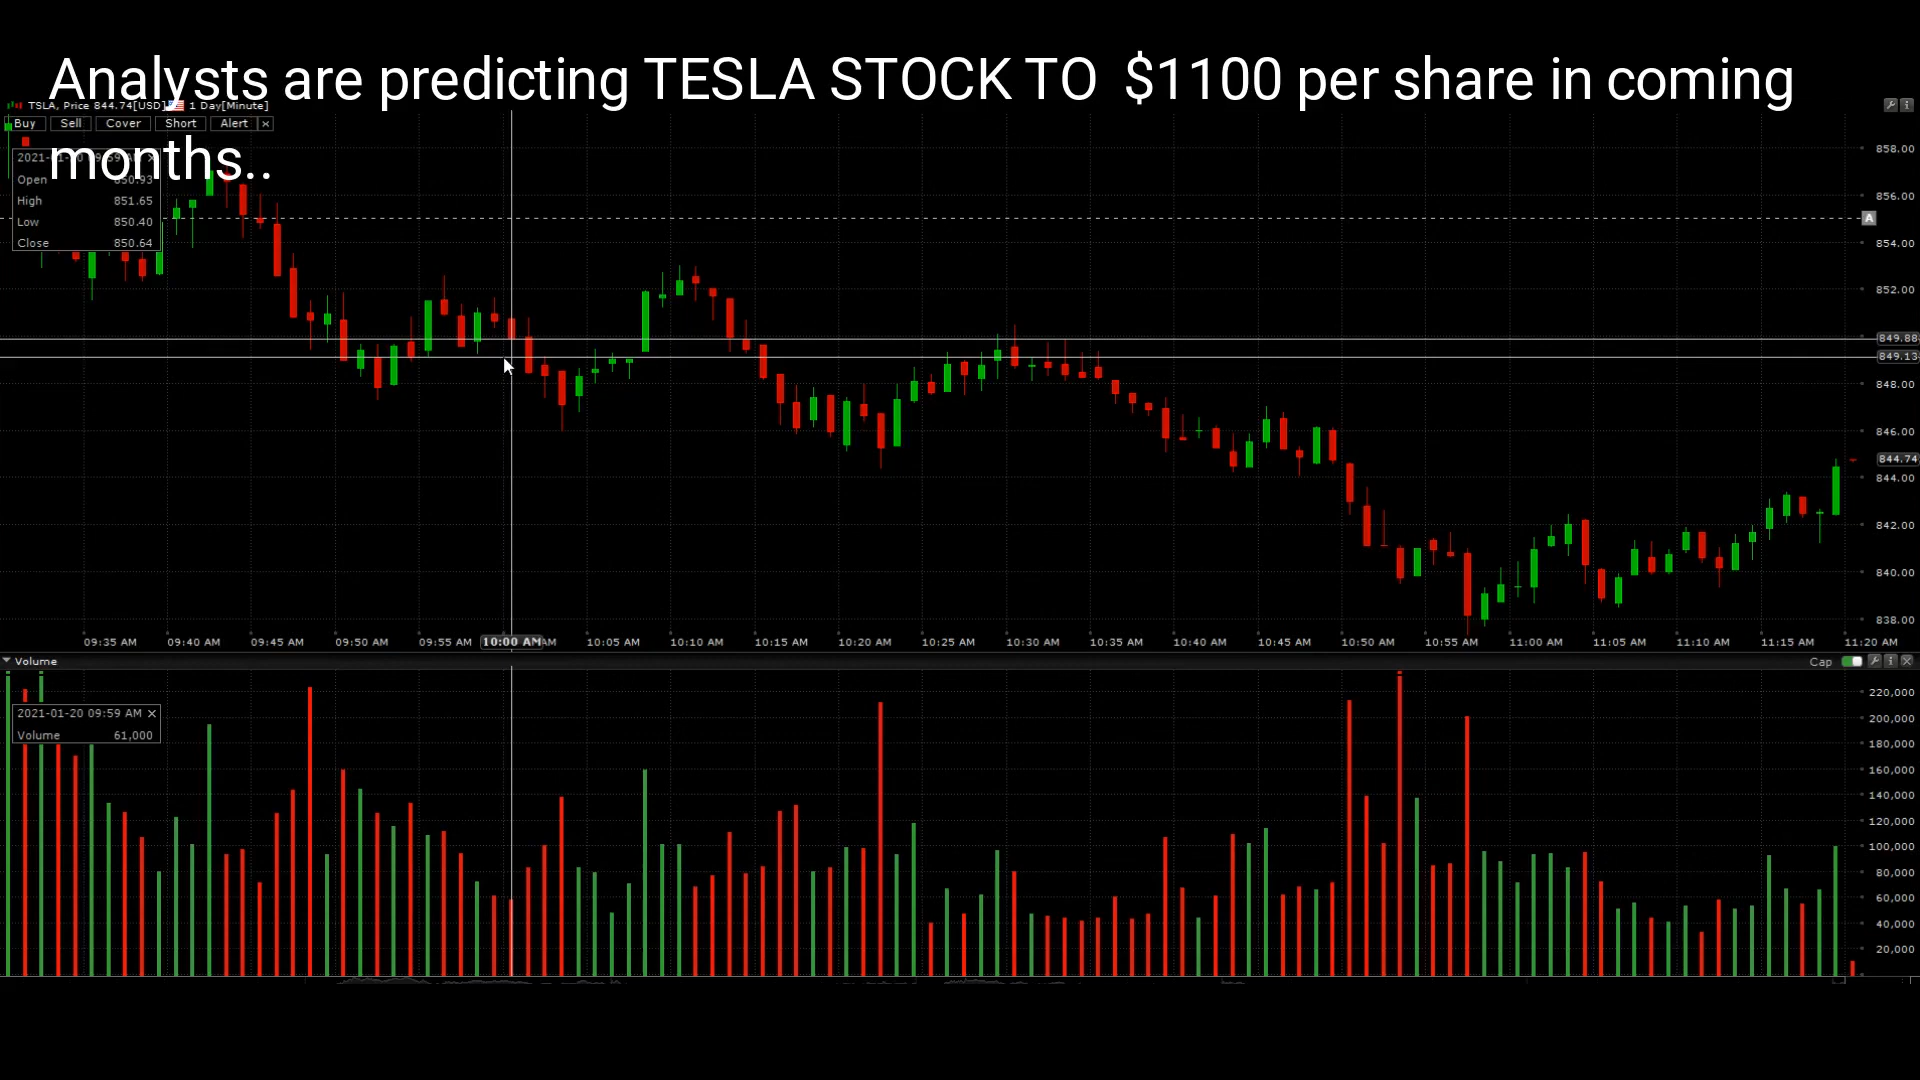 Analysts are predicting TESLA STOCK TO $1100 per share in coming
months..
TSLA, Price 844.74[USD] 1 Day[Minute]
Buy Sell Cover Short Alert ×
Open 850.93
High 851.65
Low 850.40
Close 850.64
858.00
856.00
A
854.00
852.00
849.88
849.13
848.00
846.00
844.74
844.00
842.00
840.00
838.00
09:35 AM 09:40 AM 09:45 AM 09:50 AM 09:55 AM 10:00 AM 10:05 AM 10:10 AM 10:15 AM 10:20 AM 10:25 AM 10:30 AM 10:35 AM 10:40 AM 10:45 AM 10:50 AM 10:55 AM 11:00 AM 11:05 AM 11:10 AM 11:15 AM 11:20 AM
Volume
Cap
2021-01-20 09:59 AM ×
Volume 61,000
220,000
200,000
180,000
160,000
140,000
120,000
100,000
80,000
60,000
40,000
20,000